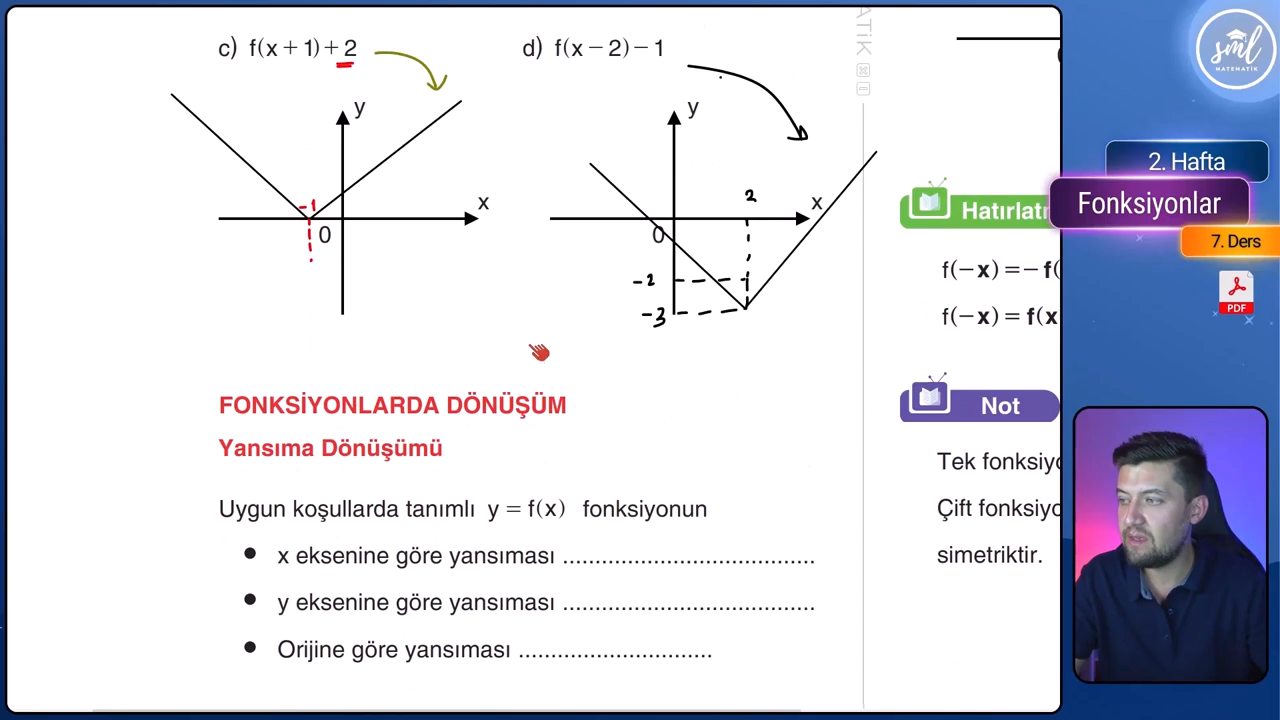 c) f(x + 1) + 2
d) f(x − 2) − 1
y
x
0
−1
y
x
0
2
−2
−3
ATİK
FONKSİYONLARDA DÖNÜŞÜM
Yansıma Dönüşümü
Uygun koşullarda tanımlı y = f(x) fonksiyonun
• x eksenine göre yansıması ..........................................
• y eksenine göre yansıması ..........................................
• Orijine göre yansıması ................................
Hatırlatı
f(−x) = − f(
f(−x) = f(x
Not
Tek fonksiyo
Çift fonksiyo
simetriktir.
sml
MATEMATİK
2. Hafta
Fonksiyonlar
7. Ders
PDF